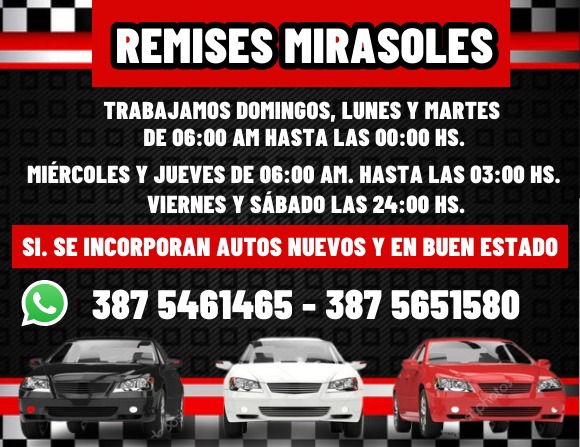 REMISES MIRASOLES
TRABAJAMOS DOMINGOS, LUNES Y MARTES
DE 06:00 AM HASTA LAS 00:00 HS.
MIÉRCOLES Y JUEVES DE 06:00 AM. HASTA LAS 03:00 HS.
VIERNES Y SÁBADO LAS 24:00 HS.
SI. SE INCORPORAN AUTOS NUEVOS Y EN BUEN ESTADO
387 5461465 - 387 5651580